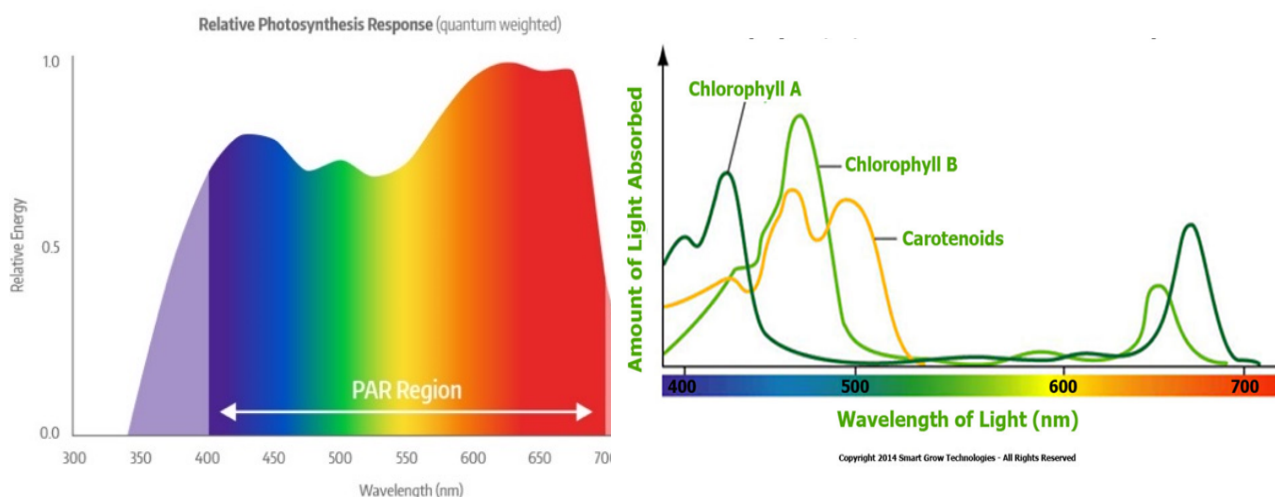 Relative Photosynthesis Response (quantum weighted)
1.0
0.5
0.0
Relative Energy
PAR Region
300 350 400 450 500 550 600 650
Wavelength (nm)
Amount of Light Absorbed
Chlorophyll A
Chlorophyll B
Carotenoids
400 500 600 700
Wavelength of Light (nm)
Copyright 2014 Smart Grow Technologies - All Rights Reserved